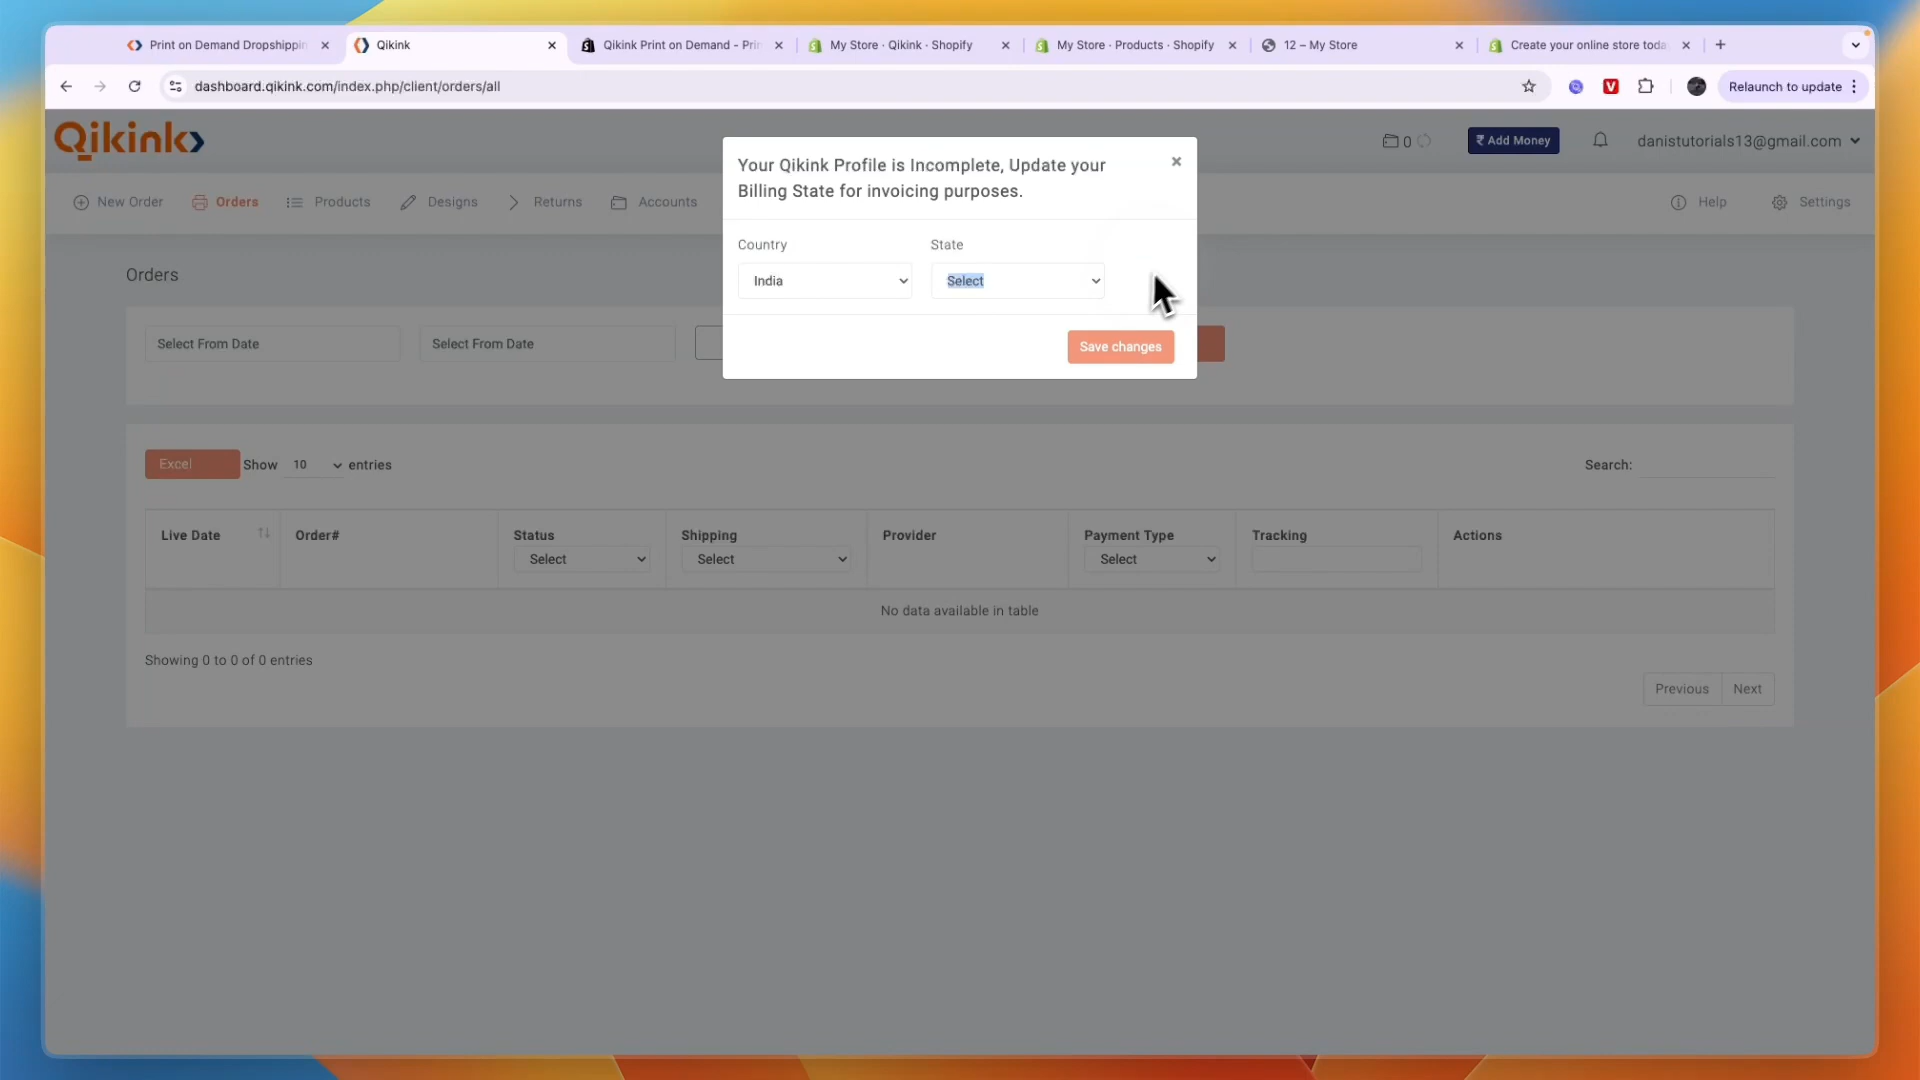 Print on Demand Dropshippin
Qikink
Qikink Print on Demand - Prin
My Store · Qikink · Shopify
My Store · Products · Shopify
12 – My Store
Create your online store toda
dashboard.qikink.com/index.php/client/orders/all
V
Relaunch to update
Qikink
0
₹ Add Money
danistutorials13@gmail.com
New Order
Orders
Products
Designs
Returns
Accounts
Help
Settings
Your Qikink Profile is Incomplete, Update your
Billing State for invoicing purposes.
×
Country
State
India
Select
Save changes
Orders
Select From Date
Select From Date
Excel
Show 10 entries
Search:
Live Date
Order#
Status
Shipping
Provider
Payment Type
Tracking
Actions
Select
Select
Select
No data available in table
Showing 0 to 0 of 0 entries
Previous
Next